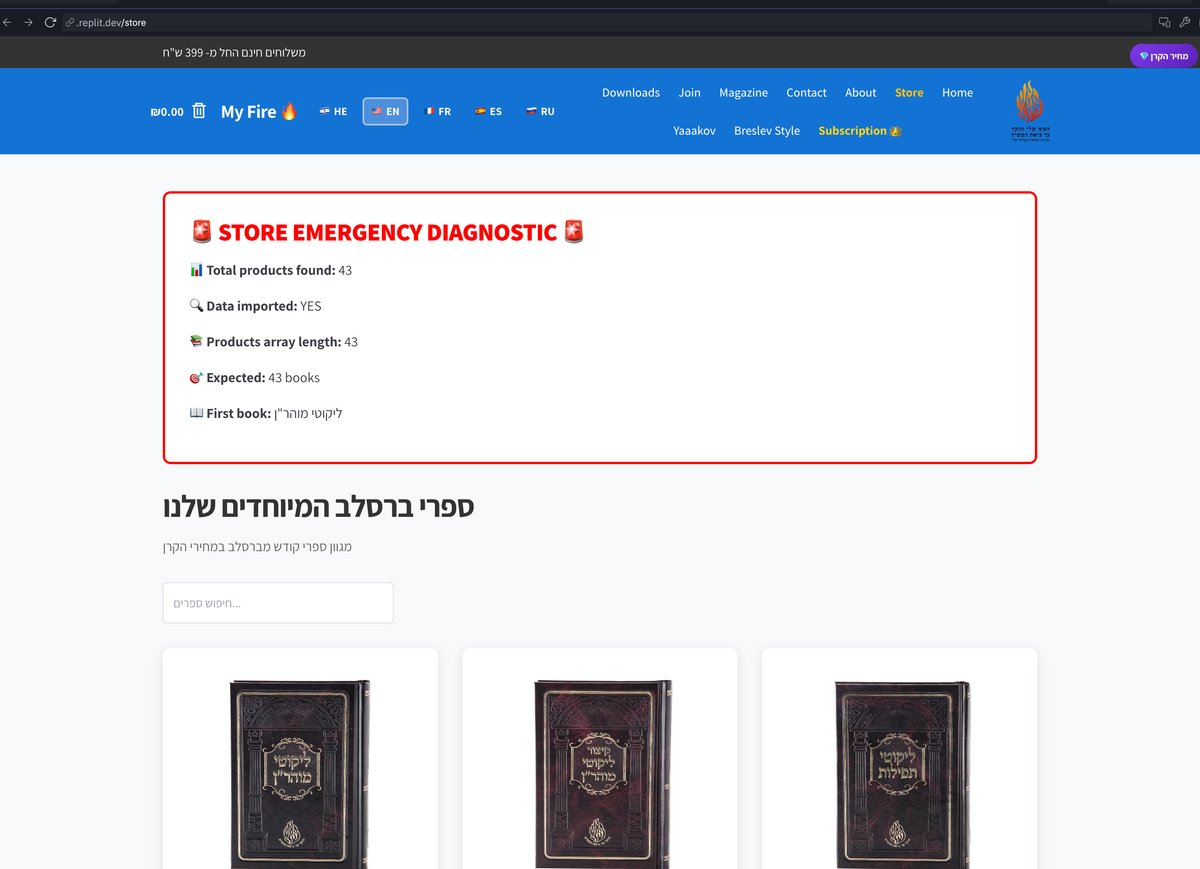 .replit.dev/store
משלוחים חינם החל מ- 399 ש"ח
מחיר הקרן 💎
₪0.00 My Fire 🔥 🇮🇱 HE 🇺🇸 EN 🇫🇷 FR 🇪🇸 ES 🇷🇺 RU
Downloads Join Magazine Contact About Store Home
Yaaakov Breslev Style Subscription 👑
🚨 STORE EMERGENCY DIAGNOSTIC 🚨
📊 Total products found: 43
🔍 Data imported: YES
📚 Products array length: 43
🎯 Expected: 43 books
📖 First book: ליקוטי מוהר"ן
ספרי ברסלב המיוחדים שלנו
מגוון ספרי קודש מברסלב במחירי הקרן
חיפוש ספרים...
ליקוטי
מוהר"ן
קיצור
ליקוטי
מוהר"ן
ליקוטי
תפילות